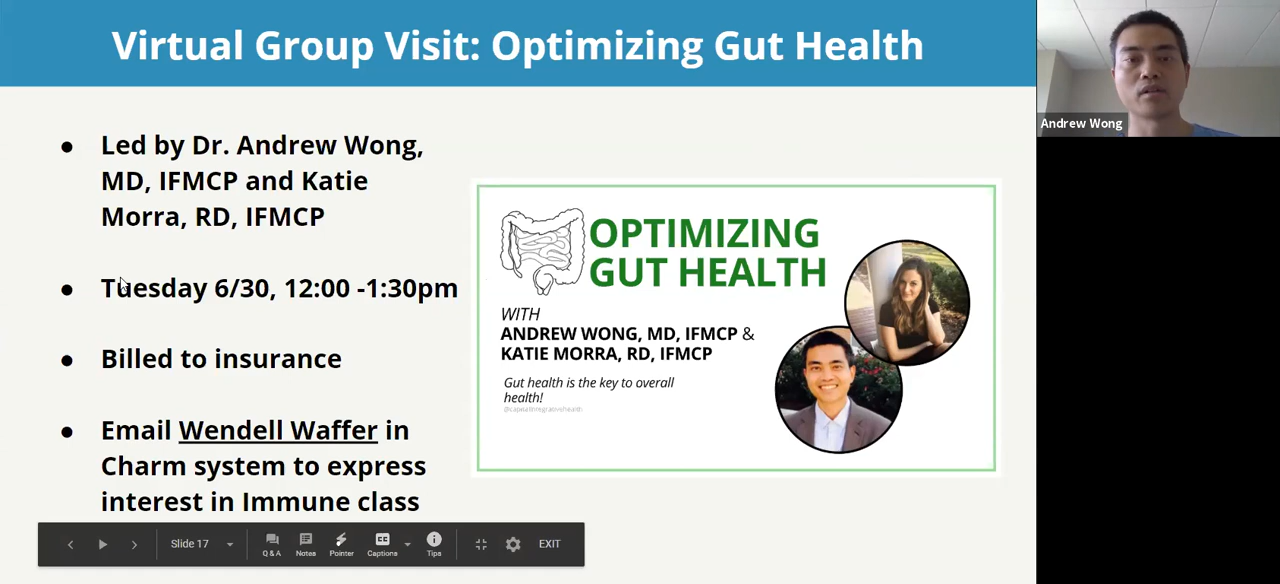 Virtual Group Visit: Optimizing Gut Health
Led by Dr. Andrew Wong,
MD, IFMCP and Katie
Morra, RD, IFMCP
Tuesday 6/30, 12:00 -1:30pm
Billed to insurance
Email Wendell Waffer in
Charm system to express
interest in Immune class
OPTIMIZING
GUT HEALTH
WITH
ANDREW WONG, MD, IFMCP &
KATIE MORRA, RD, IFMCP
Gut health is the key to overall
health!
Andrew Wong
Slide 17
Q & A
Notes
Pointer
Captions
Tips
EXIT